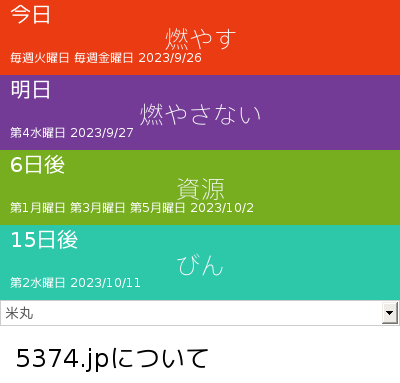 今日
燃やす
毎週火曜日 毎週金曜日 2023/9/26
明日
燃やさない
第4水曜日 2023/9/27
6日後
資源
第1月曜日 第3月曜日 第5月曜日 2023/10/2
15日後
びん
第2水曜日 2023/10/11
米丸
5374.jpについて